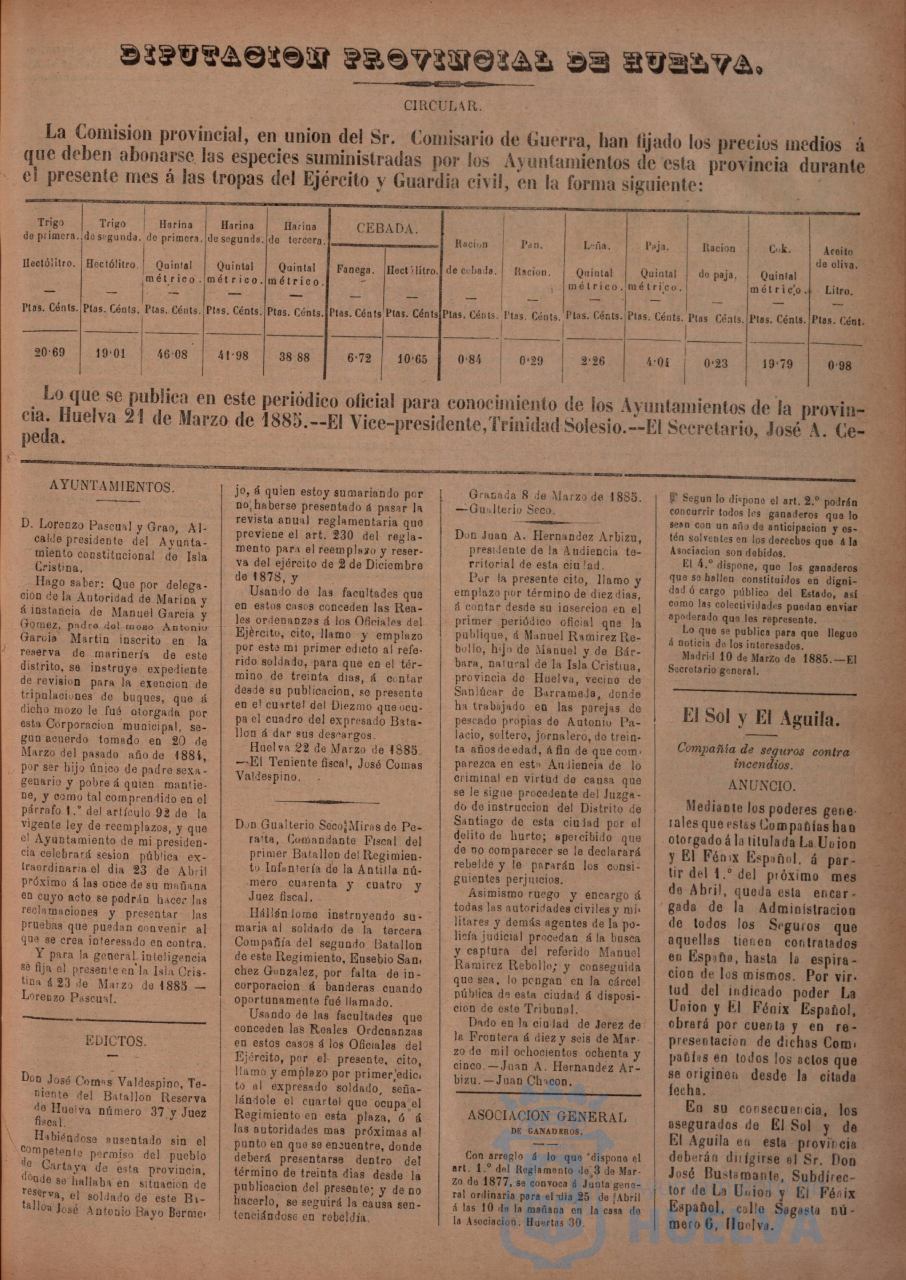 DIPUTACION PROVINCIAL DE HUELVA.
CIRCULAR.
La Comision provincial, en union del Sr. Comisario de Guerra, han fijado los precios medios á
que deben abonarse las especies suministradas por los Ayuntamientos de esta provincia durante
el presente mes á las tropas del Ejército y Guardia civil, en la forma siguiente:
Trigo de primera. Hectólitro. — Ptas. Cénts. 20·69
Trigo de segunda. Hectólitro. — Ptas. Cénts. 19·01
Harina de primera. Quintal métrico. — Ptas. Cénts. 46·08
Harina de segunda. Quintal métrico. — Ptas. Cénts. 41·98
Harina de tercera. Quintal métrico. — Ptas. Cénts. 38 88
CEBADA.
Fanega. — Ptas. Cénts 6·72
Hectólitro. — Ptas. Cénts 10·65
Racion de cebada. — Ptas. Cénts. 0·84
Pan. Racion. — Ptas. Cénts. 0·29
Leña. Quintal métrico. — Ptas. Cénts. 2·26
Paja. Quintal métrico. — Ptas. Cénts. 4·04
Racion de paja. — Ptas Cénts. 0·23
Cok. Quintal métrico. — Ptas. Cénts. 19·79
Aceito de oliva. Litro. — Ptas. Cént. 0·98
Lo que se publica en este periódico oficial para conocimiento de los Ayuntamientos de la provin-
cia. Huelva 21 de Marzo de 1885.--El Vice-presidente, Trinidad Solesio.--El Secretario, José A. Ce-
peda.
AYUNTAMIENTOS.
D. Lorenzo Pascual y Grao, Al-
calde presidente del Ayunta-
miento constitucional de Isla
Cristina.
Hago saber: Que por delega-
cion de la Autoridad de Marina y
á instancia de Manuel Garcia y
Gomez, padre del moso Antonio
Garcia Martin inscrito en la
reserva de marinería de este
distrito, se instruye expediente
de revision para la exencion de
tripulaciones de buques, que á
dicho mozo le fué otorgada por
esta Corporacion municipal, se-
gun acuerdo tomado en 20 de
Marzo del pasado año de 1884,
por ser hijo único de padre sexa-
genario y pobre á quien mantie-
ne, y como tal comprendido en el
párrafo 1.° del artículo 92 de la
vigente ley de reemplazos, y que
el Ayuntamiento de mi presiden-
cia celebrará sesion pública ex-
traordinaria el dia 23 de Abril
próximo á las once de su mañana
en cuyo acto se podrán hacer las
reclamaciones y presentar las
pruebas que puedan convenir al
que se crea interesado en contra.
Y para la general inteligencia
se fija el presente en la Isla Cris-
tina á 23 de Marzo de 1885 —
Lorenzo Pascual.
EDICTOS.
Don José Comas Valdespino, Te-
niente del Batallon Reserva
de Huelva número 37 y Juez
fiscal.
Habiéndose ausentado sin el
competente permiso del pueblo
de Cartaya de esta provincia,
donde se hallaba en situacion de
reserva, el soldado de este Ba-
tallon José Antonio Bayo Berme-
jo, á quien estoy sumariando por
no haberse presentado á pasar la
revista anual reglamentaria que
previene el art. 230 del regla-
mento para el reemplazo y reser-
va del ejército de 2 de Diciembre
de 1878, y
Usando de las facultades que
en estos casos conceden las Rea-
les ordenanzas á los Oficiales del
Ejército, cito, llamo y emplazo
por este mi primer edicto al refe-
rido soldado, para que en el tér-
mino de treinta dias, á contar
desde su publicacion, se presente
en el cuartel del Diezmo que ocu-
pa el cuadro del expresado Bata-
llon á dar sus descargos.
Huelva 22 de Marzo de 1885.
—El Teniente fiscal, José Comas
Valdespino.
Don Gualterio Seco Miras de Pe-
ralta, Comandante Fiscal del
primer Batallon del Regimien-
to Infantería de la Antilla nú-
mero cuarenta y cuatro y
Juez fiscal.
Hállándome instruyendo su-
maria al soldado de la tercera
Compañía del segundo Batallon
de este Regimiento, Eusebio San-
chez Gonzalez, por falta de in-
corporacion á banderas cuando
oportunamente fué llamado.
Usando de las facultades que
conceden las Reales Ordenanzas
en estos casos á los Oficiales del
Ejército, por el presente, cito,
llamo y emplazo por primer edic-
to al expresado soldado, seña-
lándole el cuartel que ocupa el
Regimiento en esta plaza, ó á
las autoridades mas próximas al
punto en que se encuentre, donde
deberá presentarse dentro del
término de treinta dias desde la
publicacion del presente; y de no
hacerlo, se seguirá la causa sen-
tenciándose en rebeldía.
Granada 8 de Marzo de 1885.
—Gualterio Seco.
Don Juan A. Hernandez Arbizu,
presidente de la Audiencia te-
rritorial de esta ciudad.
Por la presente cito, llamo y
emplazo por término de diez dias,
á contar desde su insercion en el
primer periódico oficial que la
publique, á Manuel Ramirez Re-
bollo, hijo de Manuel y de Bár-
bara, natural de la Isla Cristina,
provincia de Huelva, vecino de
Sanlúcar de Barrameda, donde
ha trabajado en las parejas de
pescado propias de Antonio Pa-
lacio, soltero, jornalero, de trein-
ta años de edad, á fin de que com-
parezca en esta Audiencia de lo
criminal en virtud de causa que
se le sigue procedente del Juzga-
do de instruccion del Distrito de
Santiago de esta ciudad por el
delito de hurto; apercibido que
de no comparecer se le declarará
rebelde y le pararán los consi-
guientes perjuicios.
Asimismo ruego y encargo á
todas las autoridades civiles y mi-
litares y demás agentes de la po-
licía judicial procedan á la busca
y captura del referido Manuel
Ramirez Rebollo; y conseguida
que sea, lo pongan en la cárcel
pública de esta ciudad á disposi-
cion de este Tribunal.
Dado en la ciudad de Jerez de
la Frontera á diez y seis de Mar-
zo de mil ochocientos ochenta y
cinco.—Juan A. Hernandez Ar-
bizu.—Juan Chacon.
ASOCIACION GENERAL
DE GANADEROS.
Con arreglo á lo que dispone el
art. 1.° del Reglamento de 3 de Mar-
zo de 1877, se convoca á Junta gene-
ral ordinaria para el dia 25 de Abril
á las 10 de la mañana en la casa de
la Asociacion, Huertas 30.
Segun lo dispone el art. 2.° podrán
concurrir todos los ganaderos que lo
sean con un año de anticipacion y es-
tén solventes en los derechos que á la
Asociacion son debidos.
El 4.° dispone, que los ganaderos
que se hallen constituidos en digni-
dad ó cargo público del Estado, así
como las colectividades puedan enviar
apoderado que les represente.
Lo que se publica para que llegue
á noticia de los interesados.
Madrid 10 de Marzo de 1885.—El
Secretario general.
El Sol y El Aguila.
Compañia de seguros contra
incendios.
ANUNCIO.
Mediante los poderes gene-
rales que estas Compañías han
otorgado á la titulada La Union
y El Fénix Español, á par-
tir del 1.° del próximo mes
de Abril, queda esta encar-
gada de la Administracion
de todos los Seguros que
aquellas tienen contratados
en España, hasta la espira-
cion de los mismos. Por vir-
tud del indicado poder La
Union y El Fénix Español,
obrará por cuenta y en re-
presentacion de dichas Com-
pañías en todos los actos que
se originen desde la citada
fecha.
En su consecuencia, los
asegurados de El Sol y de
El Aguila en esta provincia
deberán dirigirse al Sr. Don
José Bustamante, Subdirec-
tor de La Union y El Fénix
Español, calle Sagasta nú-
mero 6, Huelva.
HUELVA